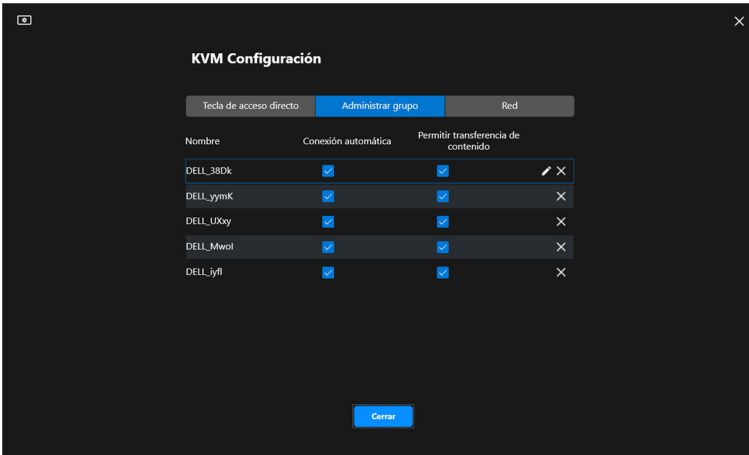 KVM Configuración
Tecla de acceso directo Administrar grupo Red
Nombre Conexión automática Permitir transferencia de
contenido
DELL_38Dk
DELL_yymK
DELL_UXxy
DELL_Mwol
DELL_iyfl
Cerrar